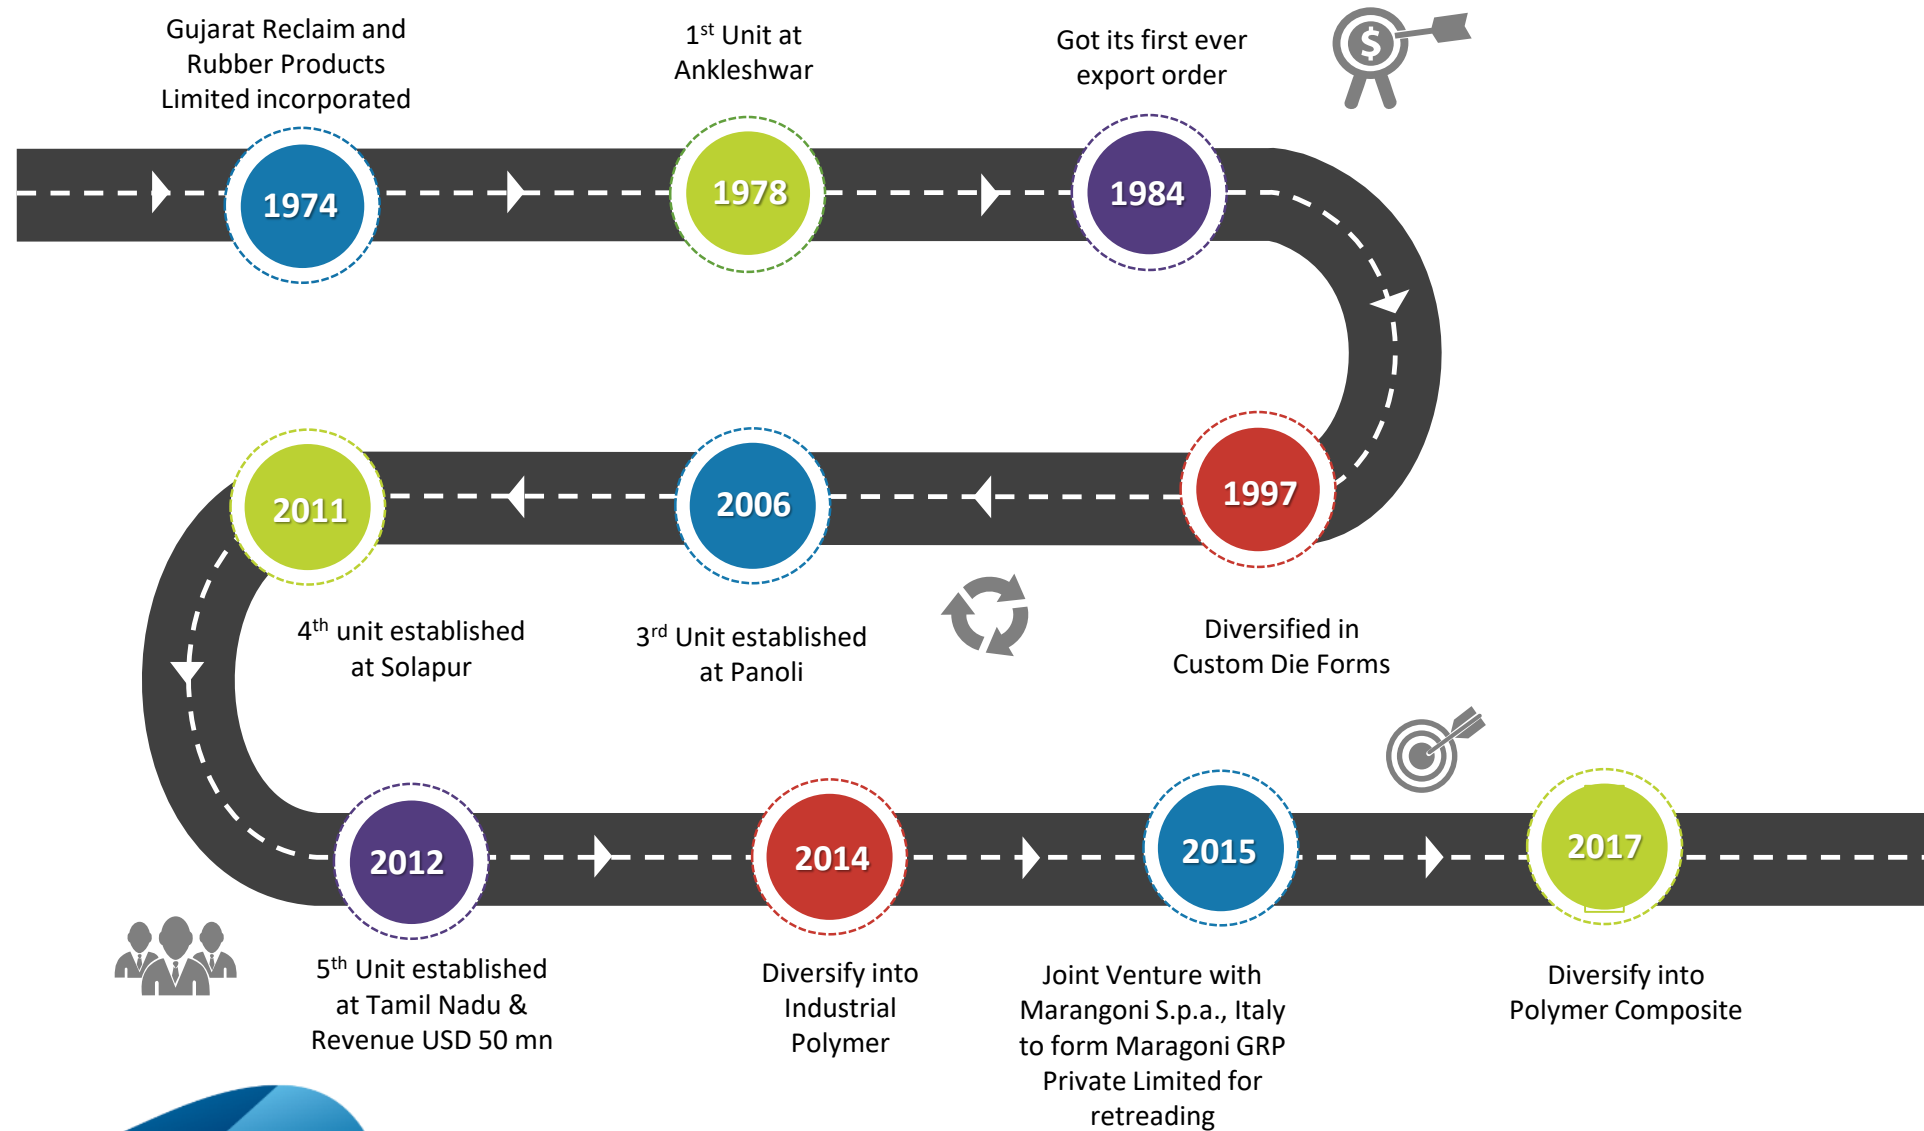 Gujarat Reclaim and
Rubber Products
Limited incorporated
1st Unit at
Ankleshwar
Got its first ever
export order
$
1974
1978
1984
2011
2006
1997
4th unit established
at Solapur
3rd Unit established
at Panoli
Diversified in
Custom Die Forms
2012
2014
2015
2017
5th Unit established
at Tamil Nadu &
Revenue USD 50 mn
Diversify into
Industrial
Polymer
Joint Venture with
Marangoni S.p.a., Italy
to form Maragoni GRP
Private Limited for
retreading
Diversify into
Polymer Composite